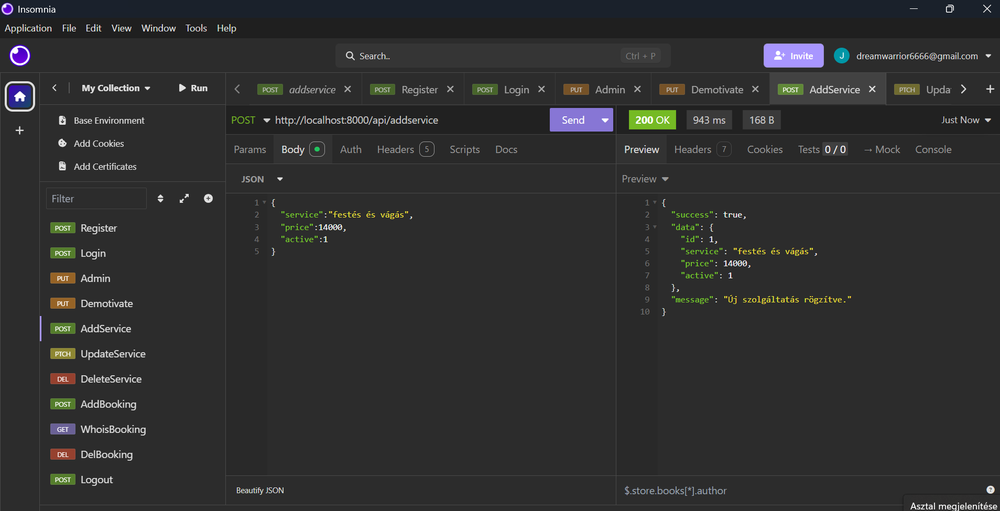 Insomnia
Application File Edit View Window Tools Help
Search.. Ctrl + P
Invite
J dreamwarrior6666@gmail.com
My Collection
Run
POST addservice
POST Register
POST Login
PUT Admin
PUT Demotivate
POST AddService
PTCH Upda
Base Environment
Add Cookies
Add Certificates
Filter
POST Register
POST Login
PUT Admin
PUT Demotivate
POST AddService
PTCH UpdateService
DEL DeleteService
POST AddBooking
GET WhoisBooking
DEL DelBooking
POST Logout
POST http://localhost:8000/api/addservice Send
Params Body Auth Headers 5 Scripts Docs
JSON
1 {
2 "service":"festés és vágás",
3 "price":14000,
4 "active":1
5 }
Beautify JSON
200 OK 943 ms 168 B Just Now
Preview Headers 7 Cookies Tests 0 / 0 → Mock Console
Preview
1 {
2 "success": true,
3 "data": {
4 "id": 1,
5 "service": "festés és vágás",
6 "price": 14000,
7 "active": 1
8 },
9 "message": "Új szolgáltatás rögzítve."
10 }
$.store.books[*].author
?
Asztal megjelenítése